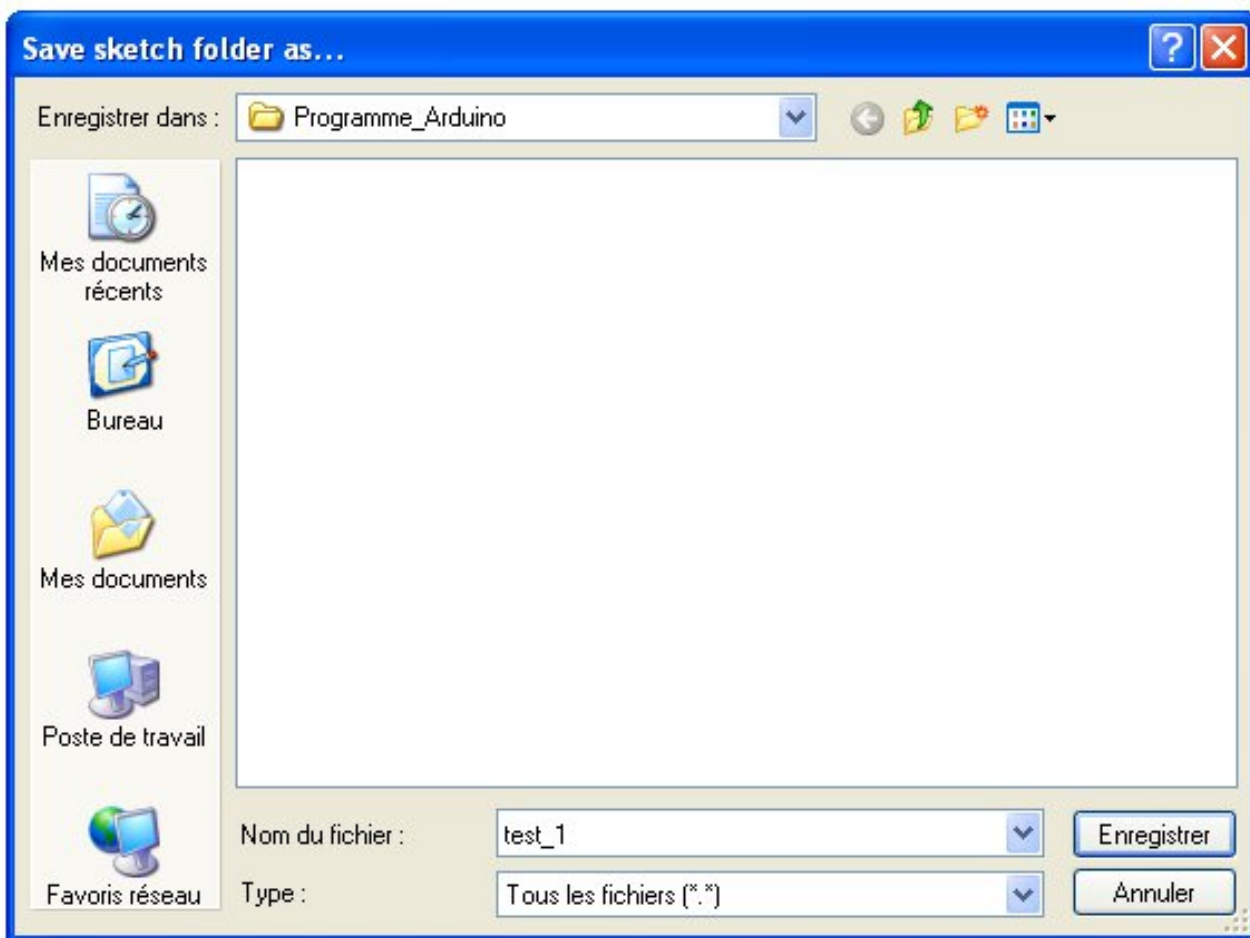 Save sketch folder as...
Enregistrer dans :
Programme_Arduino
Mes documents
récents
Bureau
Mes documents
Poste de travail
Favoris réseau
Nom du fichier :
test_1
Enregistrer
Type :
Tous les fichiers (*.*)
Annuler